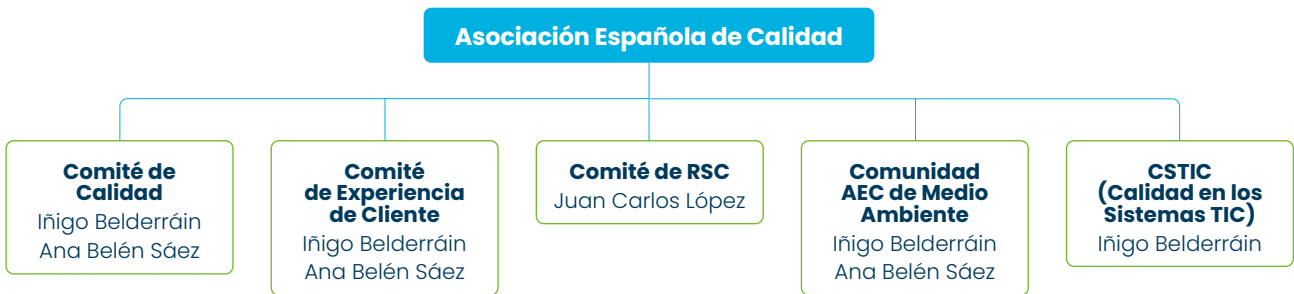 Asociación Española de Calidad
Comité de
Calidad
Iñigo Belderráin
Ana Belén Sáez
Comité
de Experiencia
de Cliente
Iñigo Belderráin
Ana Belén Sáez
Comité de RSC
Juan Carlos López
Comunidad
AEC de Medio
Ambiente
Iñigo Belderráin
Ana Belén Sáez
CSTIC
(Calidad en los
Sistemas TIC)
Iñigo Belderráin